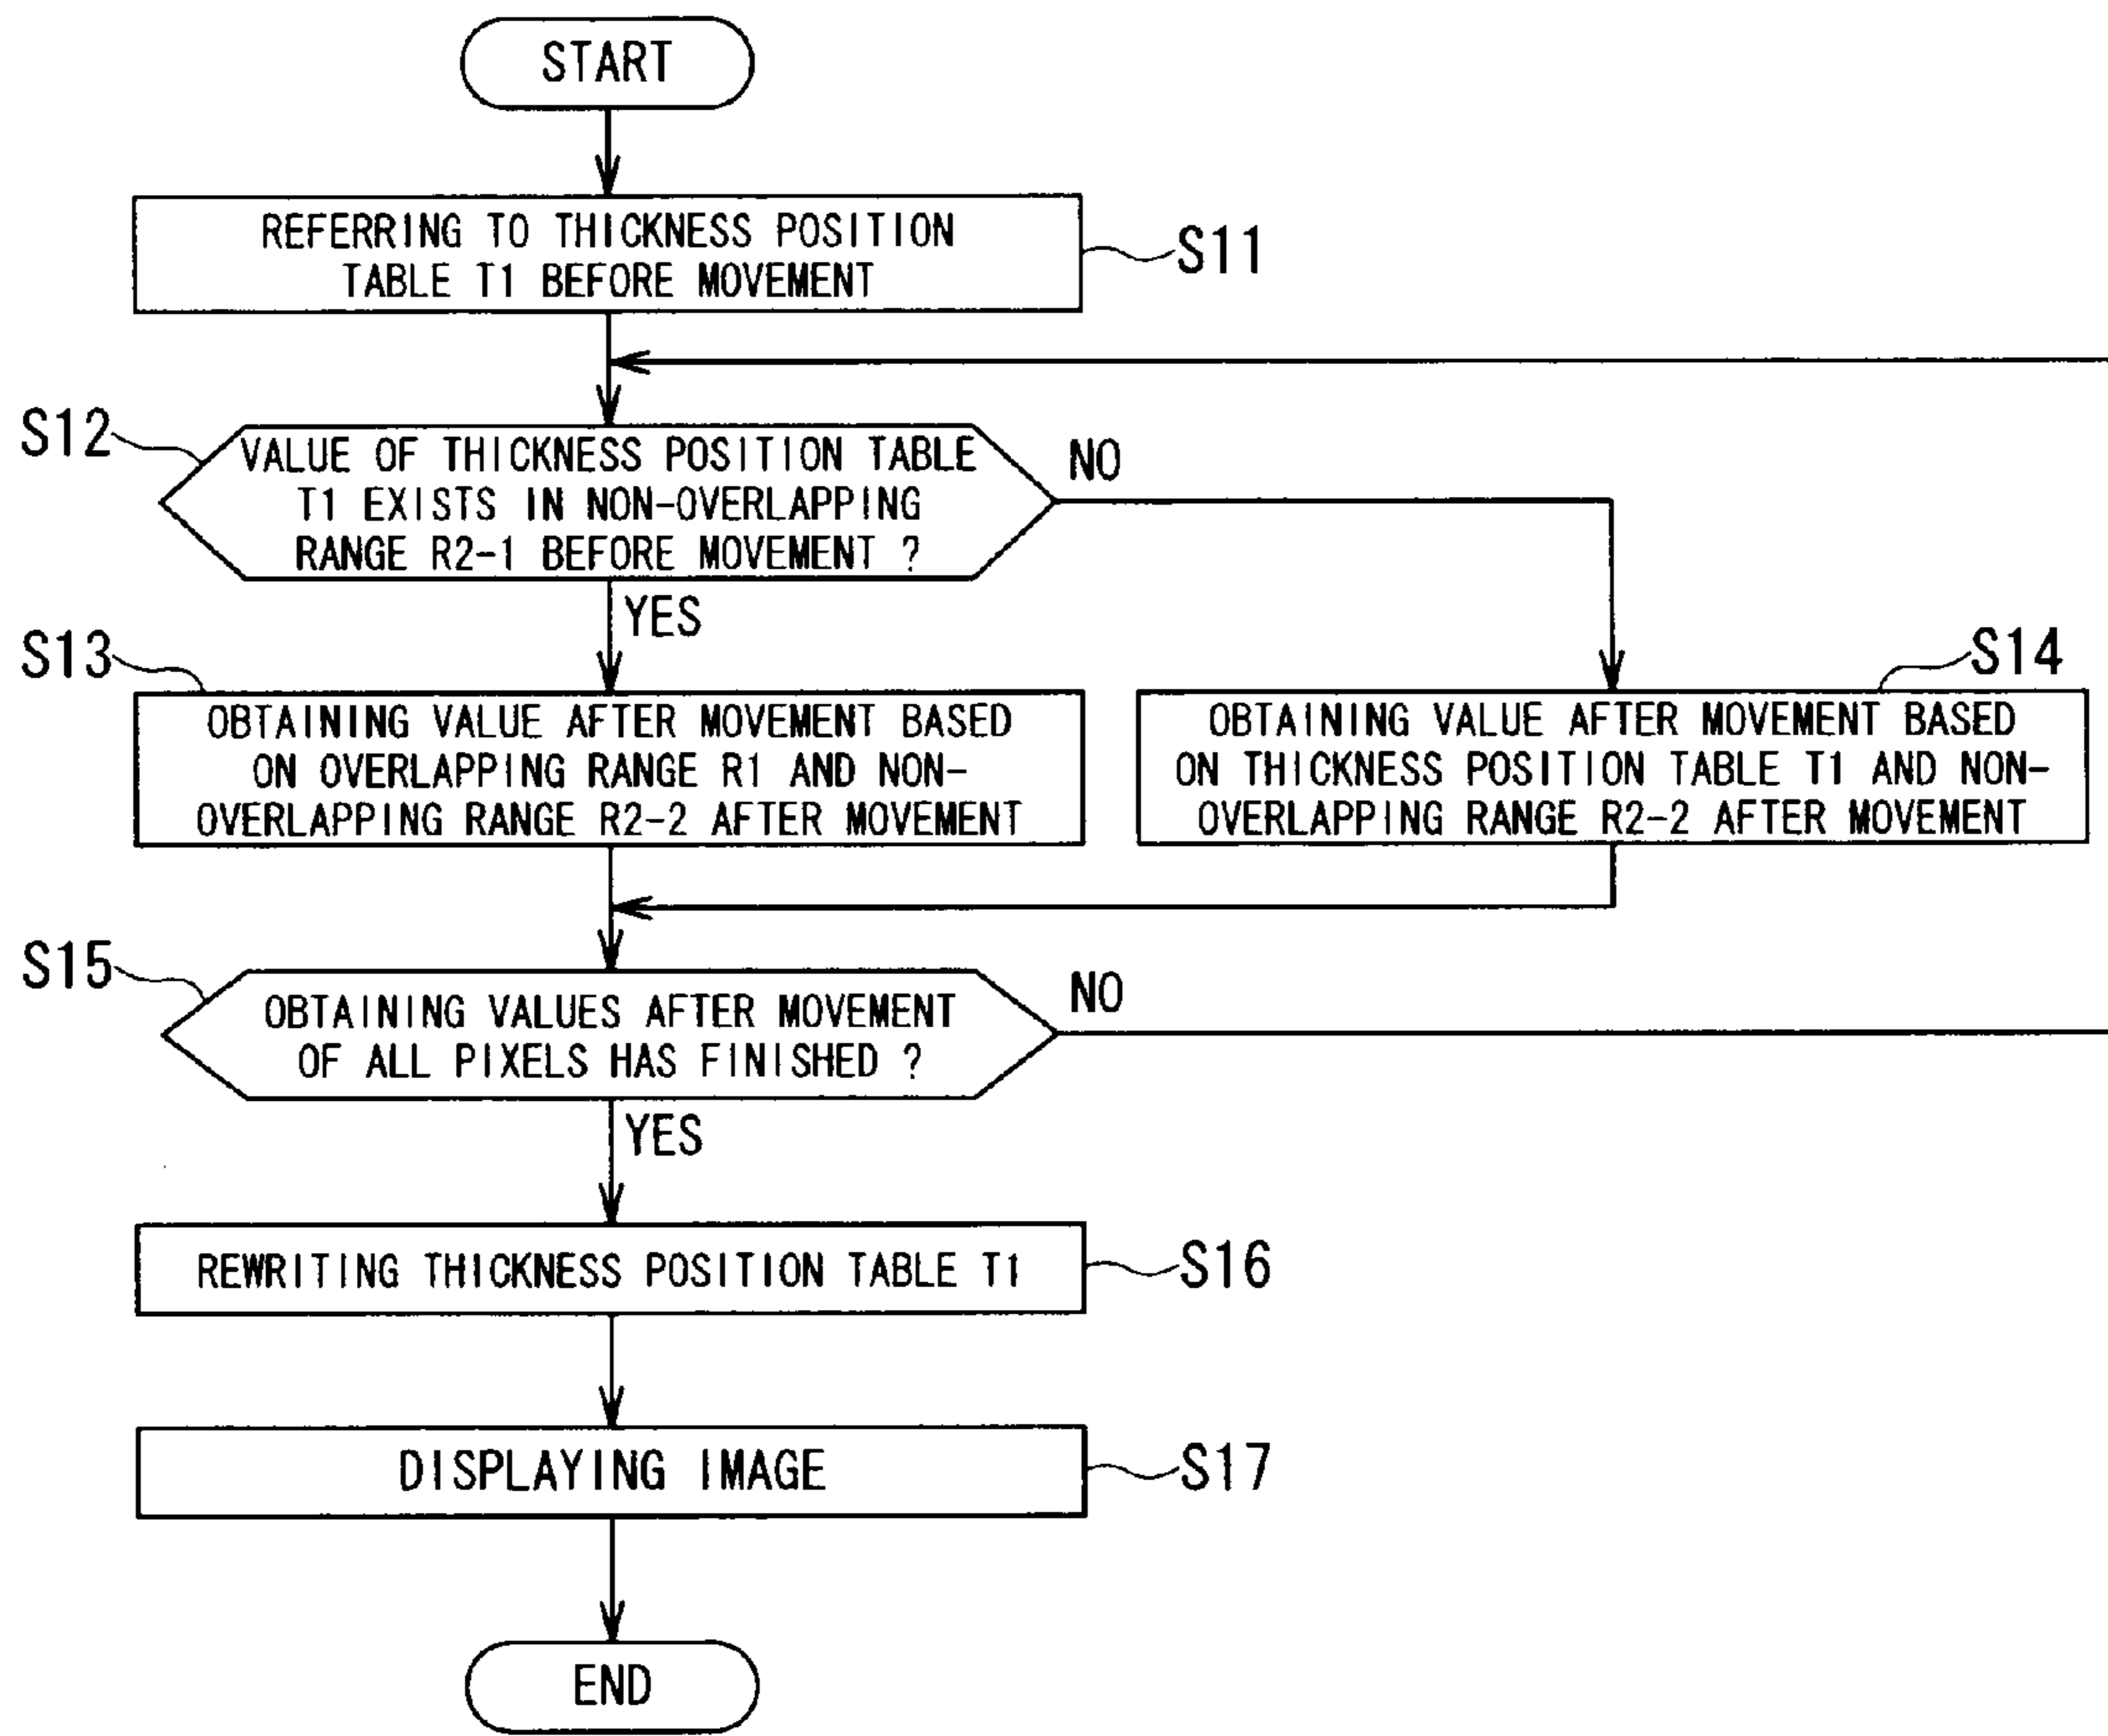 START
REFERRING TO THICKNESS POSITION
TABLE T1 BEFORE MOVEMENT
S11
S12
VALUE OF THICKNESS POSITION TABLE
T1 EXISTS IN NON-OVERLAPPING
RANGE R2-1 BEFORE MOVEMENT ?
NO
YES
S13
OBTAINING VALUE AFTER MOVEMENT BASED
ON OVERLAPPING RANGE R1 AND NON-
OVERLAPPING RANGE R2-2 AFTER MOVEMENT
S14
OBTAINING VALUE AFTER MOVEMENT BASED
ON THICKNESS POSITION TABLE T1 AND NON-
OVERLAPPING RANGE R2-2 AFTER MOVEMENT
S15
OBTAINING VALUES AFTER MOVEMENT
OF ALL PIXELS HAS FINISHED ?
NO
YES
REWRITING THICKNESS POSITION TABLE T1
S16
DISPLAYING IMAGE
S17
END